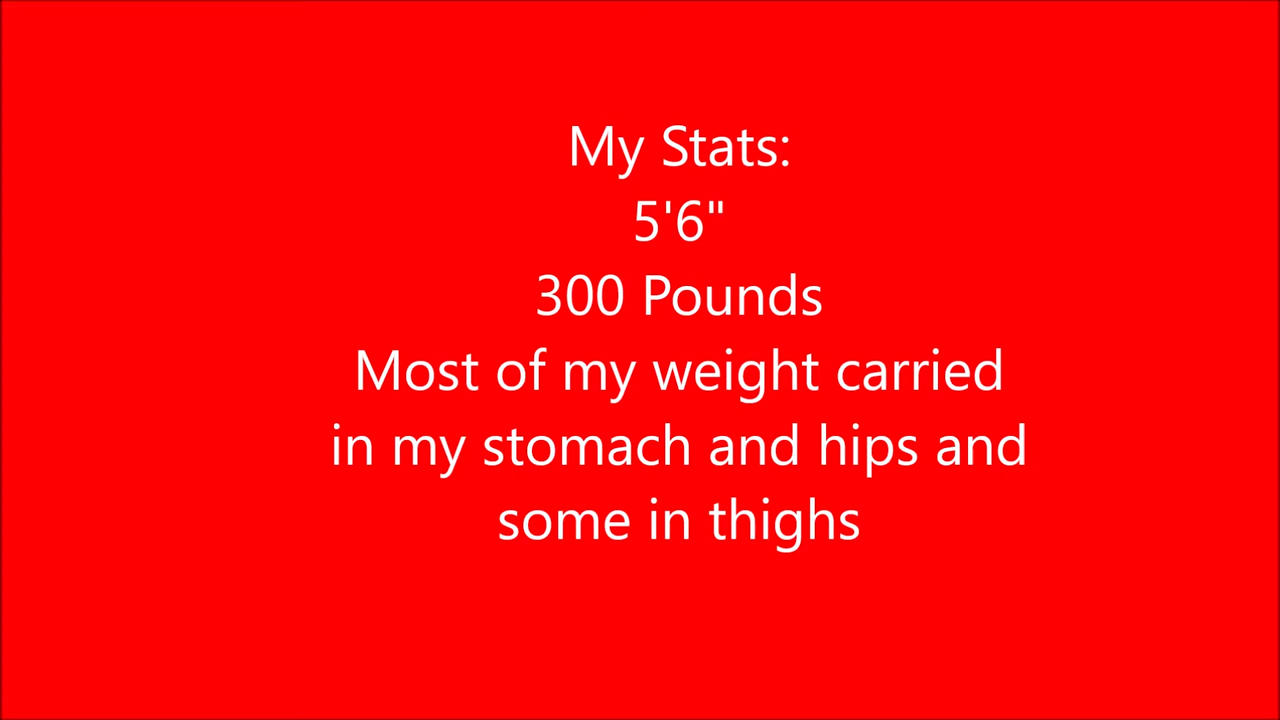 My Stats:
5'6"
300 Pounds
Most of my weight carried
in my stomach and hips and
some in thighs